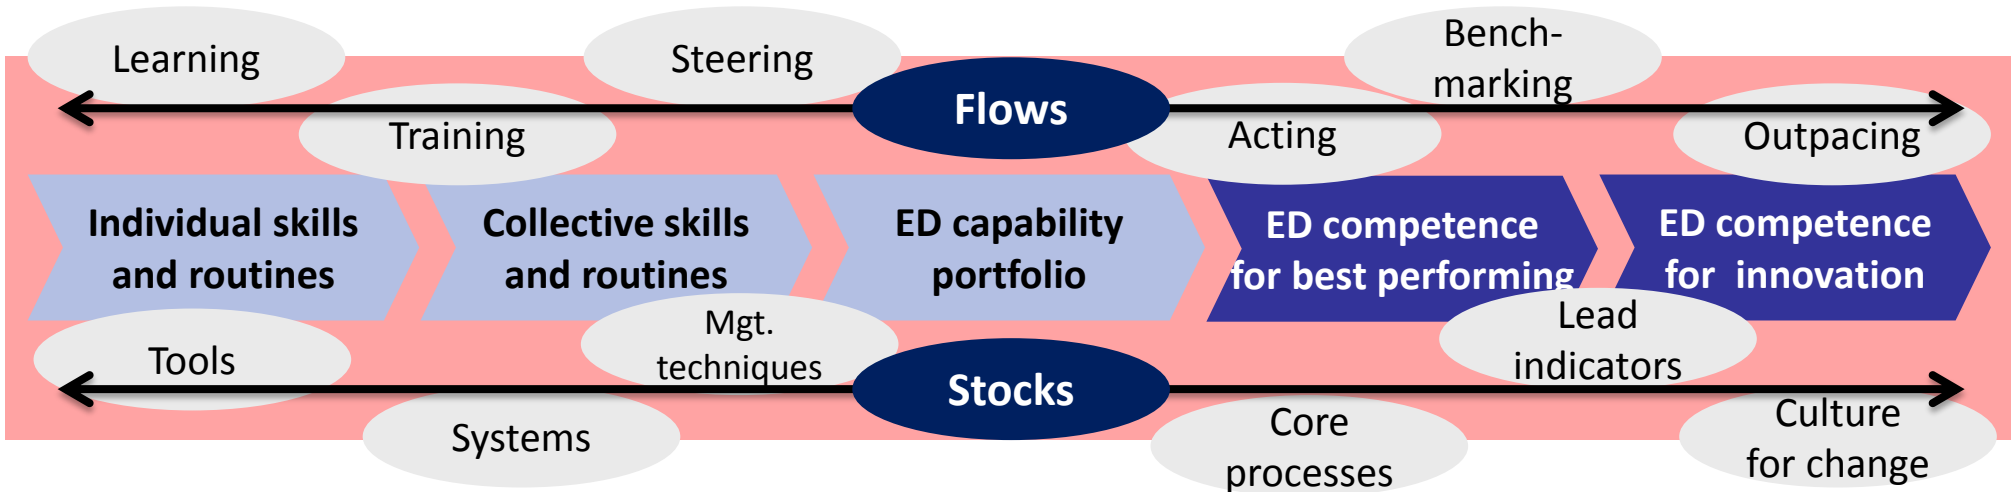 Learning
Steering
Bench-
marking
Flows
Training
Acting
Outpacing
Individual skills
and routines
Collective skills
and routines
ED capability
portfolio
ED competence
for best performing
ED competence
for innovation
Tools
Mgt.
techniques
Lead
indicators
Stocks
Systems
Core
processes
Culture
for change